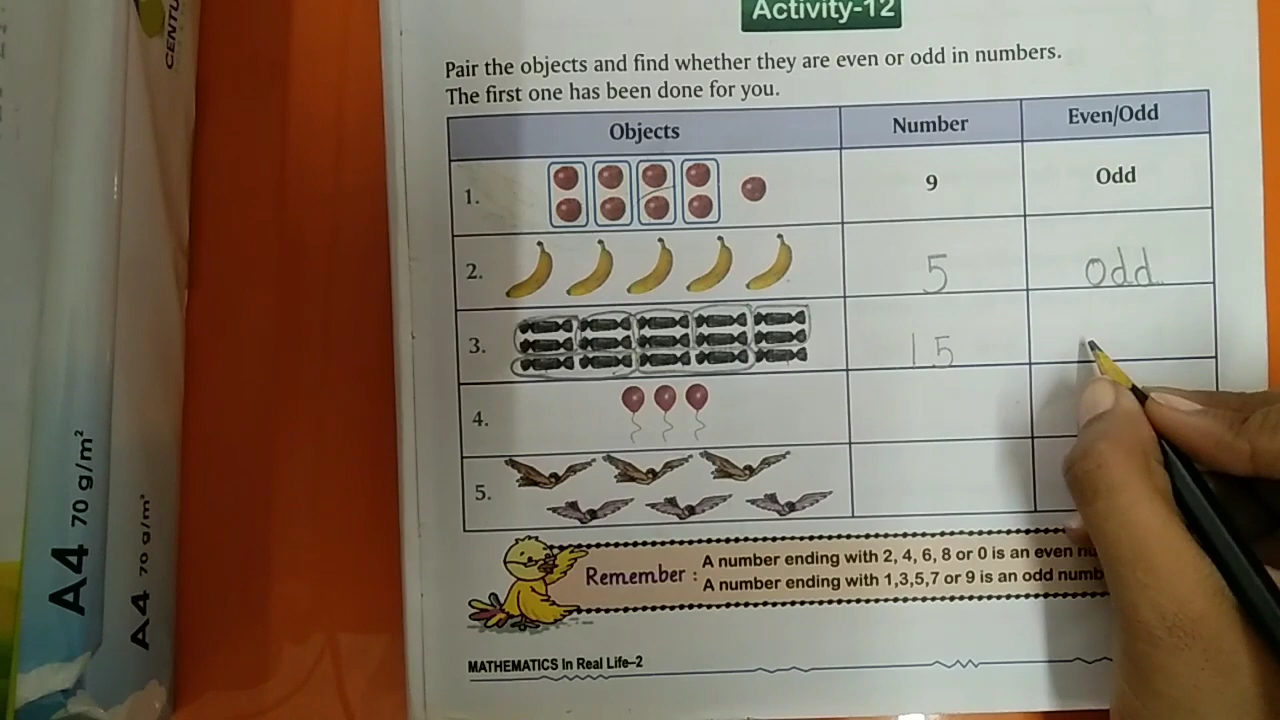 CENTU
A4 70 g/m²
A4 70 g/m²
Activity-12
Pair the objects and find whether they are even or odd in numbers.
The first one has been done for you.
Objects Number Even/Odd
1. 9 Odd
2. 5 Odd
3. 15
4.
5.
Remember : A number ending with 2, 4, 6, 8 or 0 is an even nu
A number ending with 1,3,5,7 or 9 is an odd numb
MATHEMATICS In Real Life–2